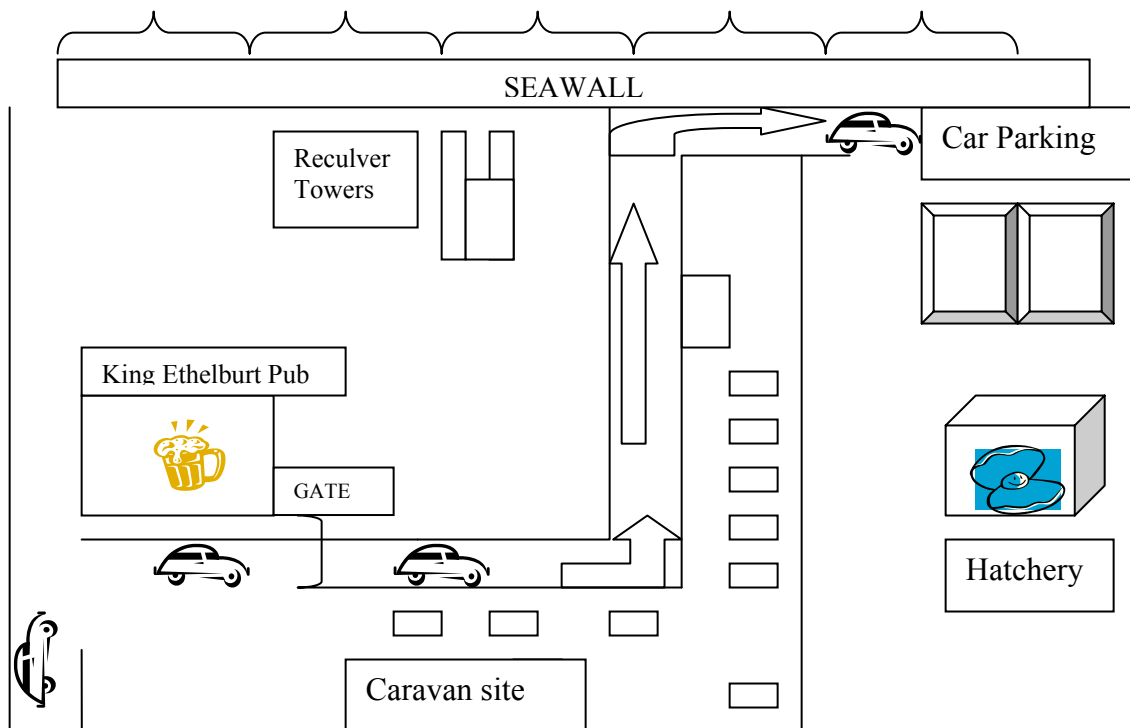 SEAWALL
Car Parking
Reculver
Towers
King Ethelburt Pub
GATE
Hatchery
Caravan site